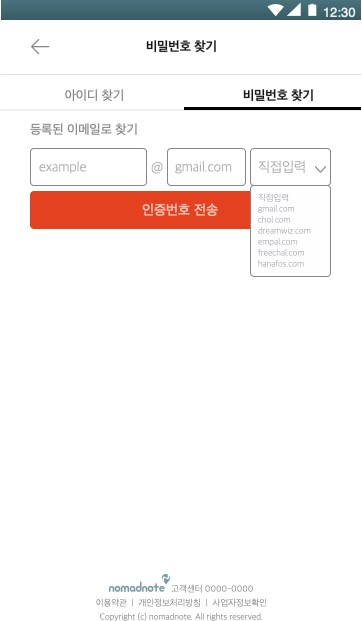 12:30
비밀번호 찾기
아이디 찾기 비밀번호 찾기
등록된 이메일로 찾기
example @ gmail.com 직접입력
인증번호 전송
직접입력
gmail.com
chol.com
dreamwiz.com
empal.com
freechal.com
hanafos.com
nomadnote 고객센터 0000-0000
이용약관 | 개인정보처리방침 | 사업자정보확인
Copyright (c) nomadnote. All rights reserved.